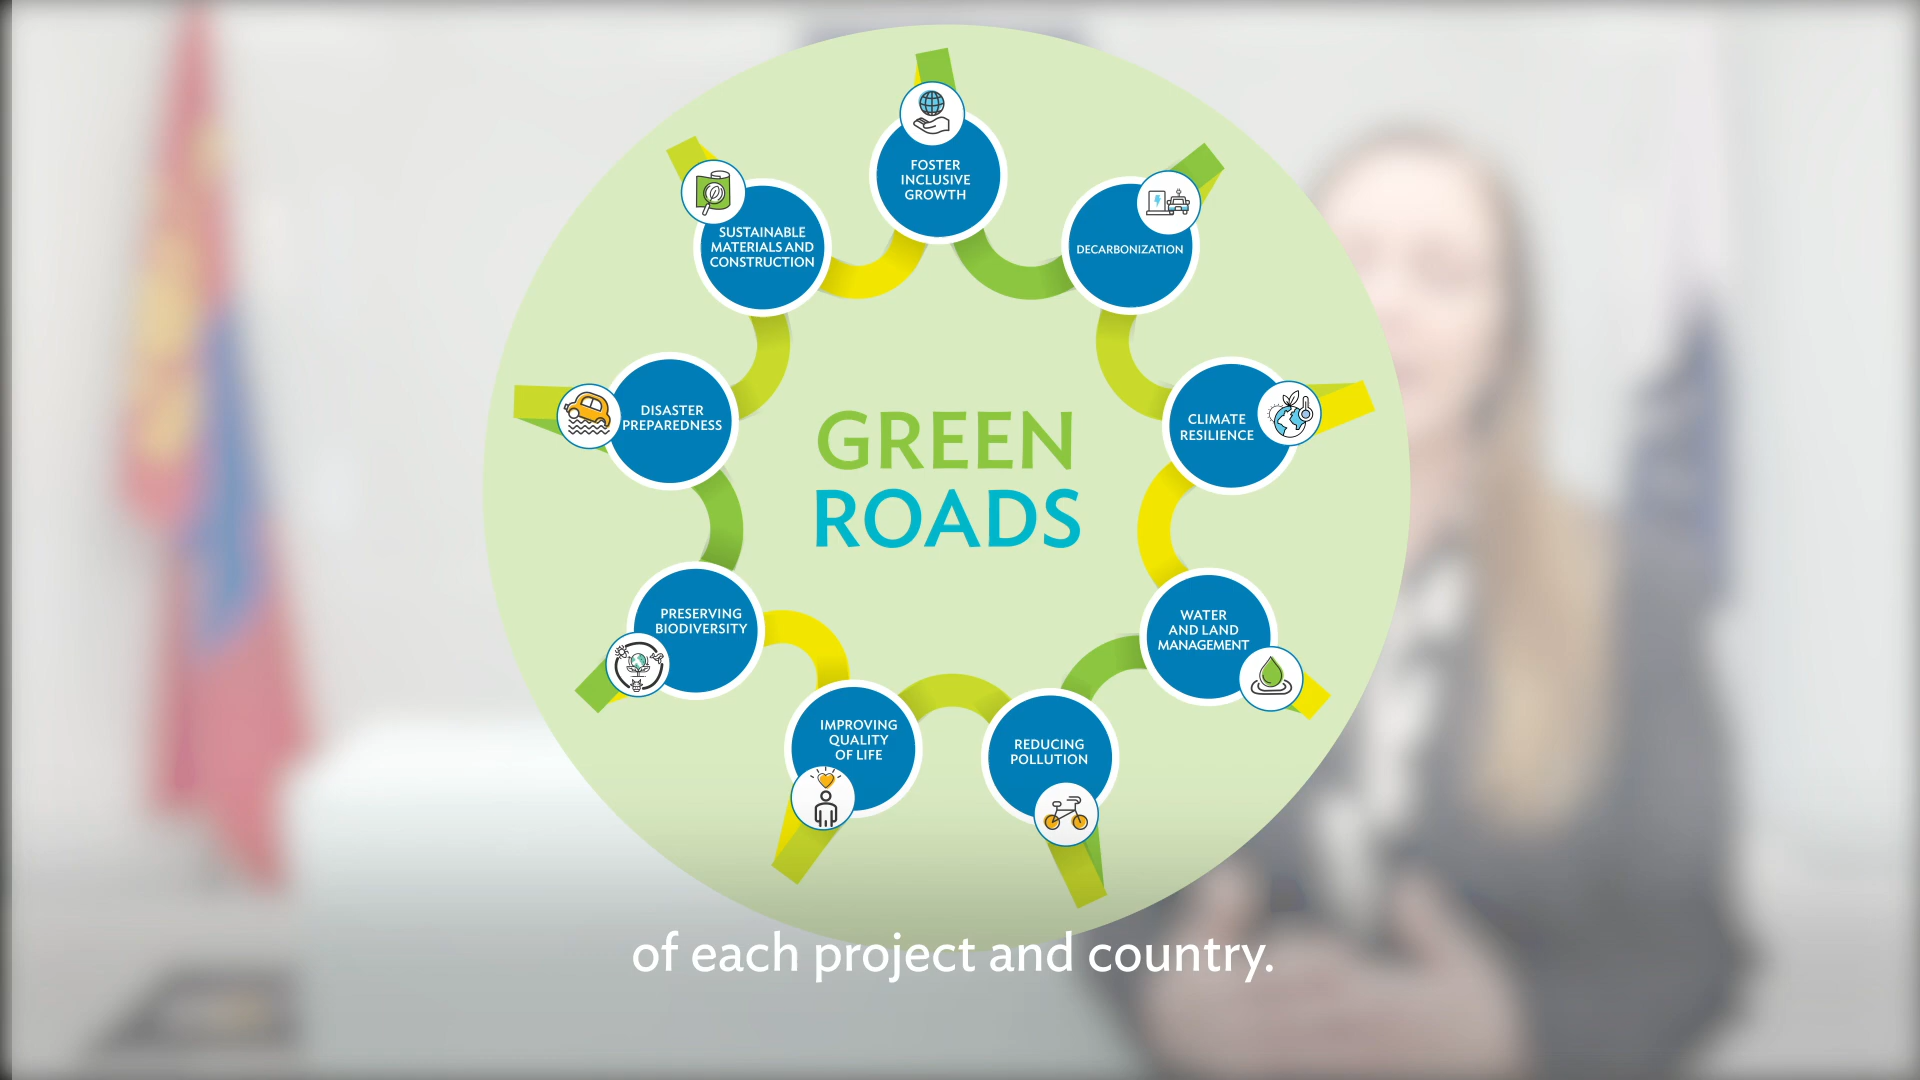 FOSTER
INCLUSIVE
GROWTH
DECARBONIZATION
CLIMATE
RESILIENCE
WATER
AND LAND
MANAGEMENT
REDUCING
POLLUTION
IMPROVING
QUALITY
OF LIFE
PRESERVING
BIODIVERSITY
DISASTER
PREPAREDNESS
SUSTAINABLE
MATERIALS AND
CONSTRUCTION
GREEN
ROADS
of each project and country.